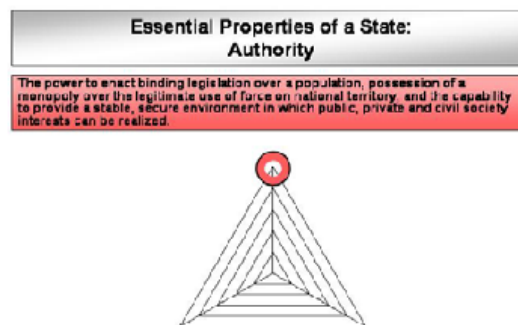 Essential Properties of a State:
Authority
The power to enact binding legislation over a population, possession of a
monopoly over the legitimate use of force on national territory, and the capability
to provide a stable, secure environment in which public, private and civil society
interests can be realized.